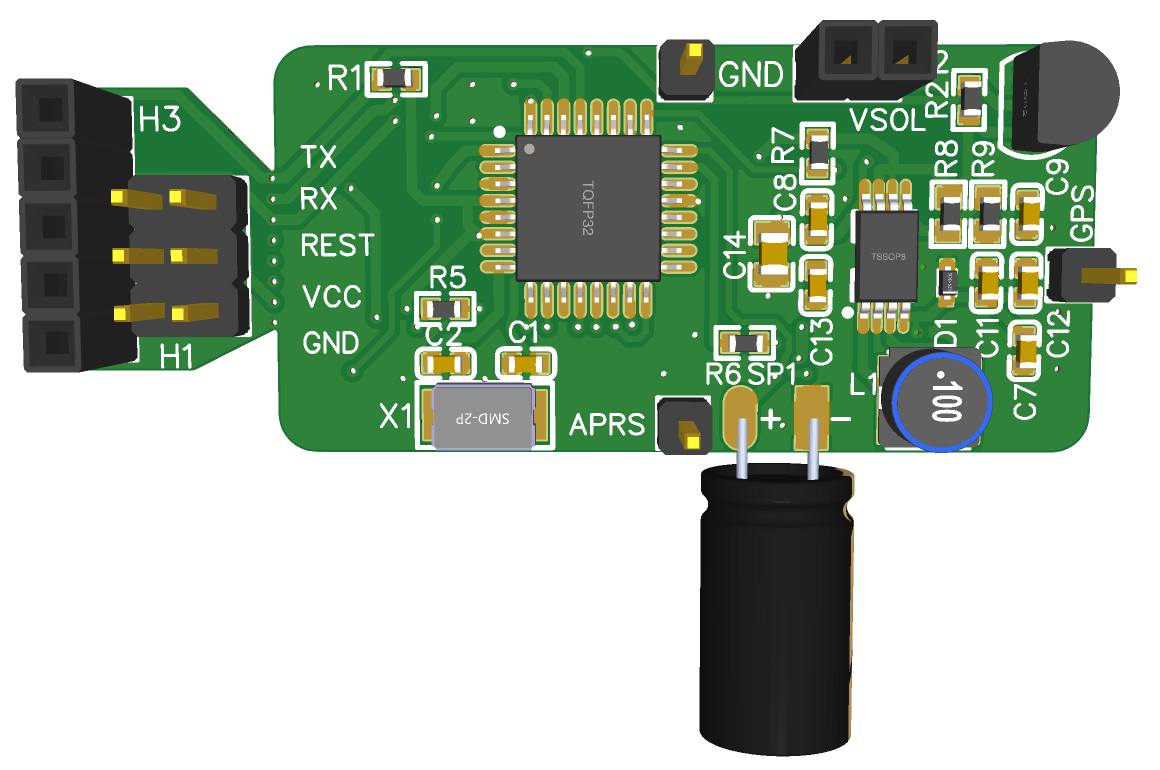 R1
GND
2
R2
H3
VSOL
TX
RX
REST
VCC
GND
H1
TQFP32
R7
C8
C14
C13
TSSOP8
R8
R9
C9
GPS
R5
C2
C1
X1
SMD-2P
APRS
R6
SP1
+
-
L1
100
D1
C11
C12
C7